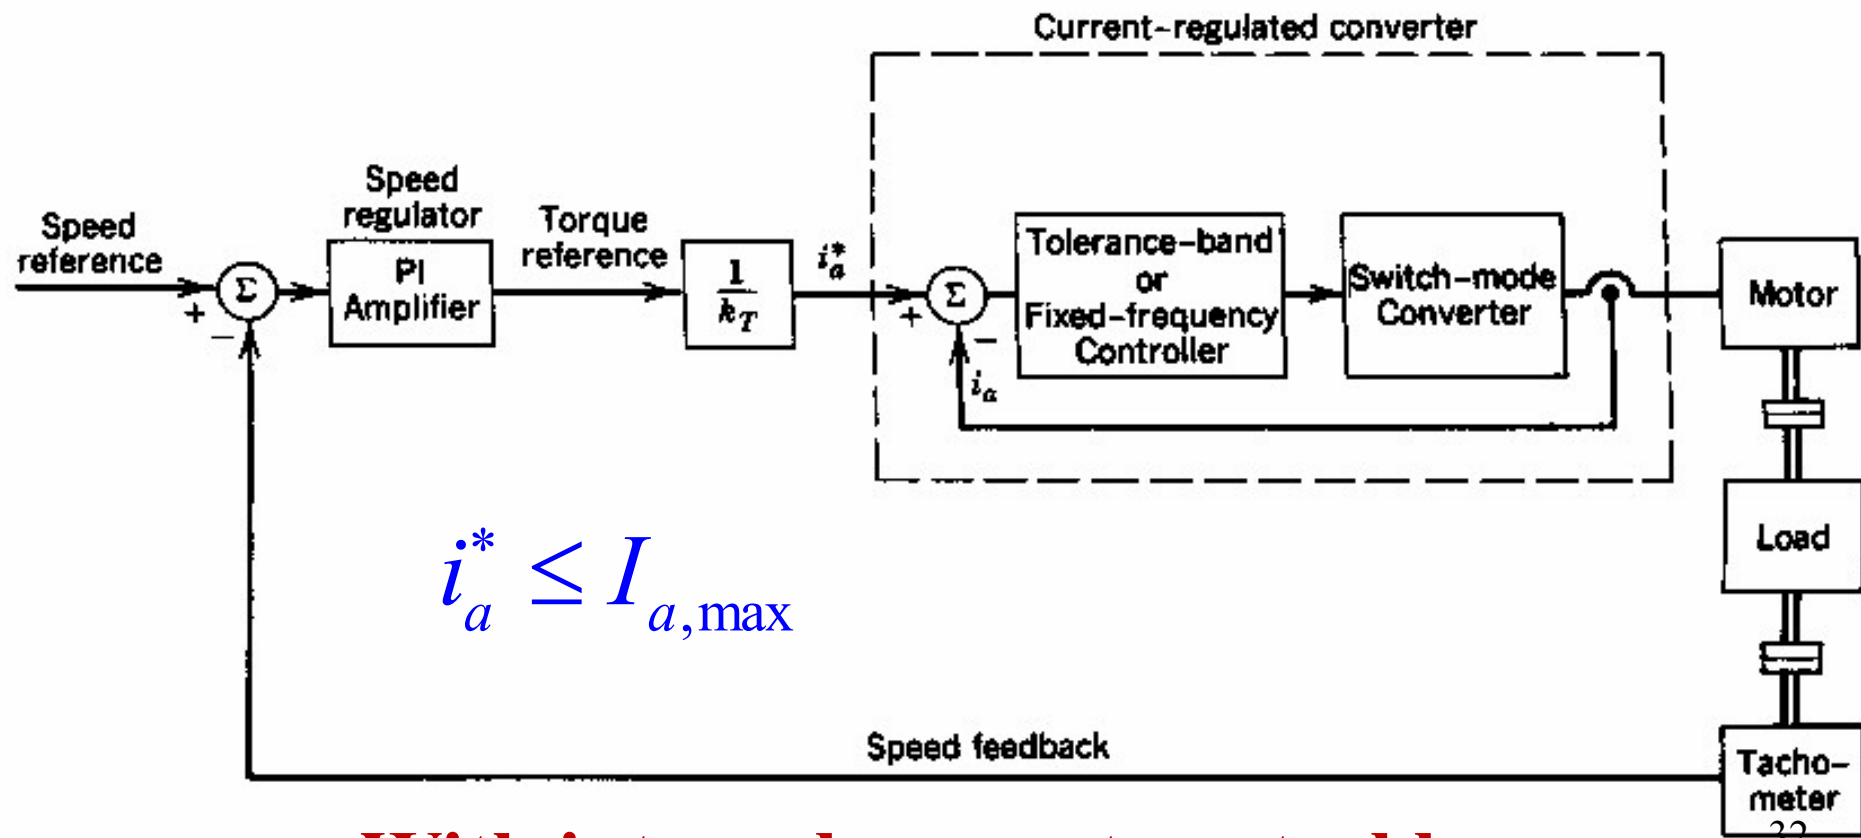 Current-regulated converter
Speed
reference
+
−
Σ
Speed
regulator
PI
Amplifier
Torque
reference
1
k_T
i_a^*
+
−
Σ
i_a
Tolerance-band
or
Fixed-frequency
Controller
Switch-mode
Converter
Motor
Load
i_a^* ≤ I_{a,max}
Speed feedback
Tacho-
meter